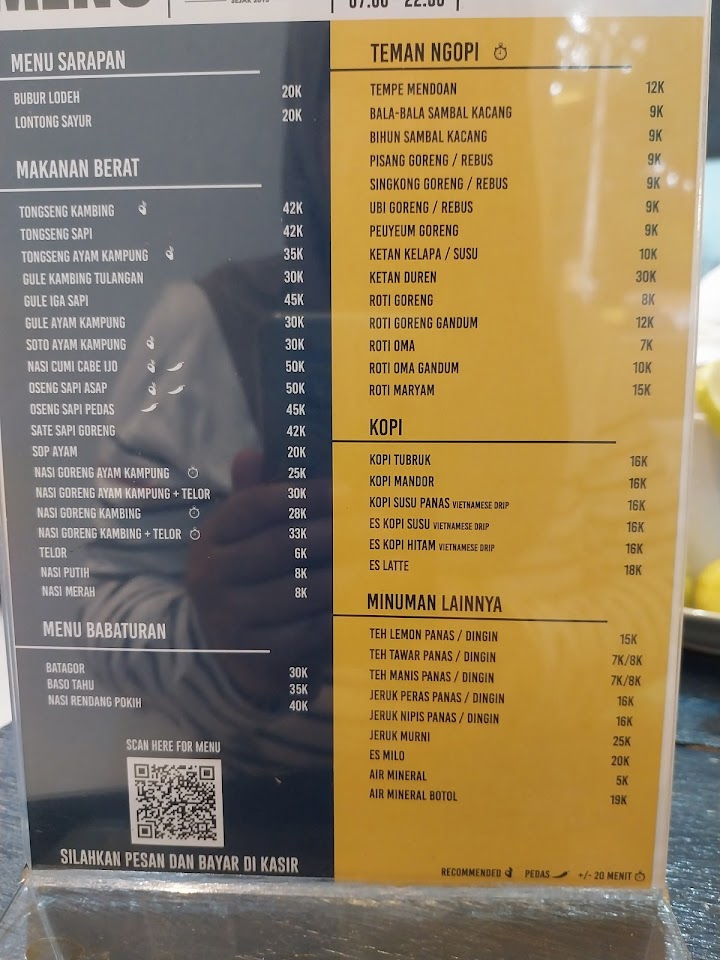 MENU
SEJAK 2015
07.00 - 22.00
MENU SARAPAN
BUBUR LODEH 20K
LONTONG SAYUR 20K
MAKANAN BERAT
TONGSENG KAMBING 42K
TONGSENG SAPI 42K
TONGSENG AYAM KAMPUNG 35K
GULE KAMBING TULANGAN 30K
GULE IGA SAPI 45K
GULE AYAM KAMPUNG 30K
SOTO AYAM KAMPUNG 30K
NASI CUMI CABE IJO 50K
OSENG SAPI ASAP 50K
OSENG SAPI PEDAS 45K
SATE SAPI GORENG 42K
SOP AYAM 20K
NASI GORENG AYAM KAMPUNG 25K
NASI GORENG AYAM KAMPUNG + TELOR 30K
NASI GORENG KAMBING 28K
NASI GORENG KAMBING + TELOR 33K
TELOR 6K
NASI PUTIH 8K
NASI MERAH 8K
MENU BABATURAN
BATAGOR 30K
BASO TAHU 35K
NASI RENDANG POKIH 40K
SCAN HERE FOR MENU
SILAHKAN PESAN DAN BAYAR DI KASIR
TEMAN NGOPI
TEMPE MENDOAN 12K
BALA-BALA SAMBAL KACANG 9K
BIHUN SAMBAL KACANG 9K
PISANG GORENG / REBUS 9K
SINGKONG GORENG / REBUS 9K
UBI GORENG / REBUS 9K
PEUYEUM GORENG 9K
KETAN KELAPA / SUSU 10K
KETAN DUREN 30K
ROTI GORENG 8K
ROTI GORENG GANDUM 12K
ROTI OMA 7K
ROTI OMA GANDUM 10K
ROTI MARYAM 15K
KOPI
KOPI TUBRUK 16K
KOPI MANDOR 16K
KOPI SUSU PANAS VIETNAMESE DRIP 16K
ES KOPI SUSU VIETNAMESE DRIP 16K
ES KOPI HITAM VIETNAMESE DRIP 16K
ES LATTE 18K
MINUMAN LAINNYA
TEH LEMON PANAS / DINGIN 15K
TEH TAWAR PANAS / DINGIN 7K/8K
TEH MANIS PANAS / DINGIN 7K/8K
JERUK PERAS PANAS / DINGIN 16K
JERUK NIPIS PANAS / DINGIN 16K
JERUK MURNI 25K
ES MILO 20K
AIR MINERAL 5K
AIR MINERAL BOTOL 19K
RECOMMENDED PEDAS +/- 20 MENIT